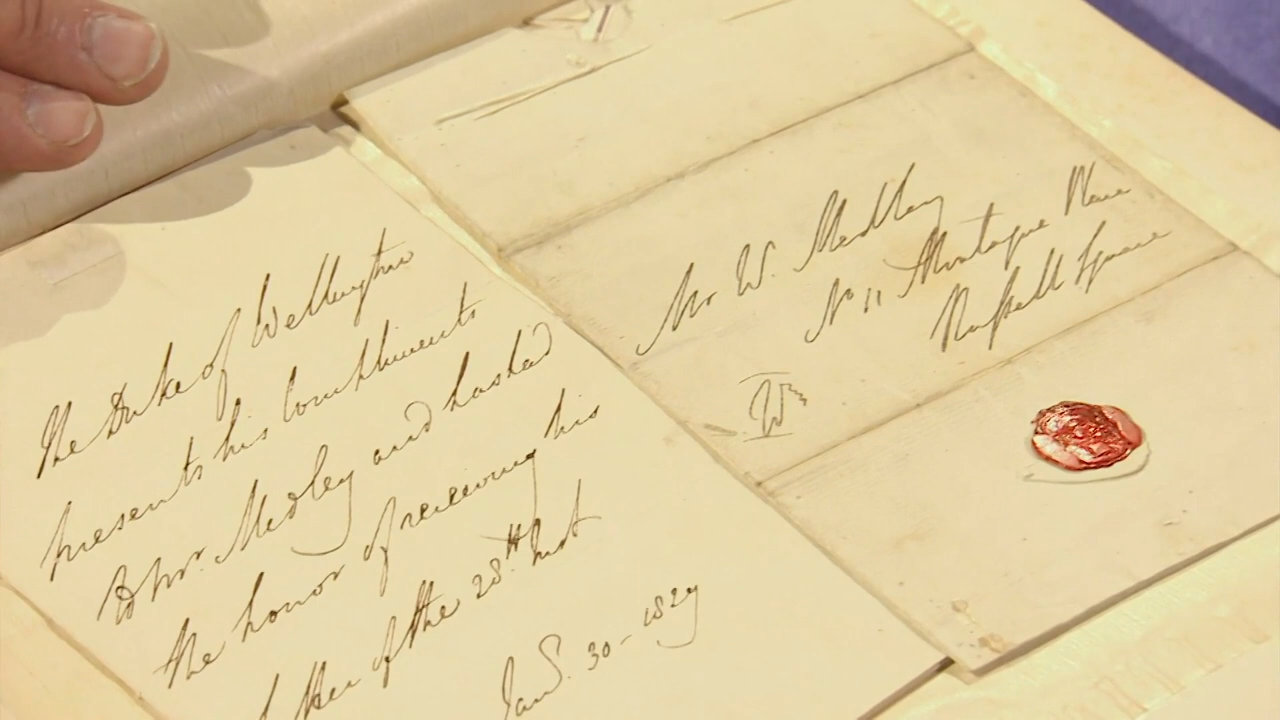 The Duke of Wellington
presents his Compliments
to Mr. Medley and has had
the honor of receiving his
letter of the 28th Inst
Jany. 30 - 1829
Mr W. Medley
No 11 Montague Place
Russell Square
W